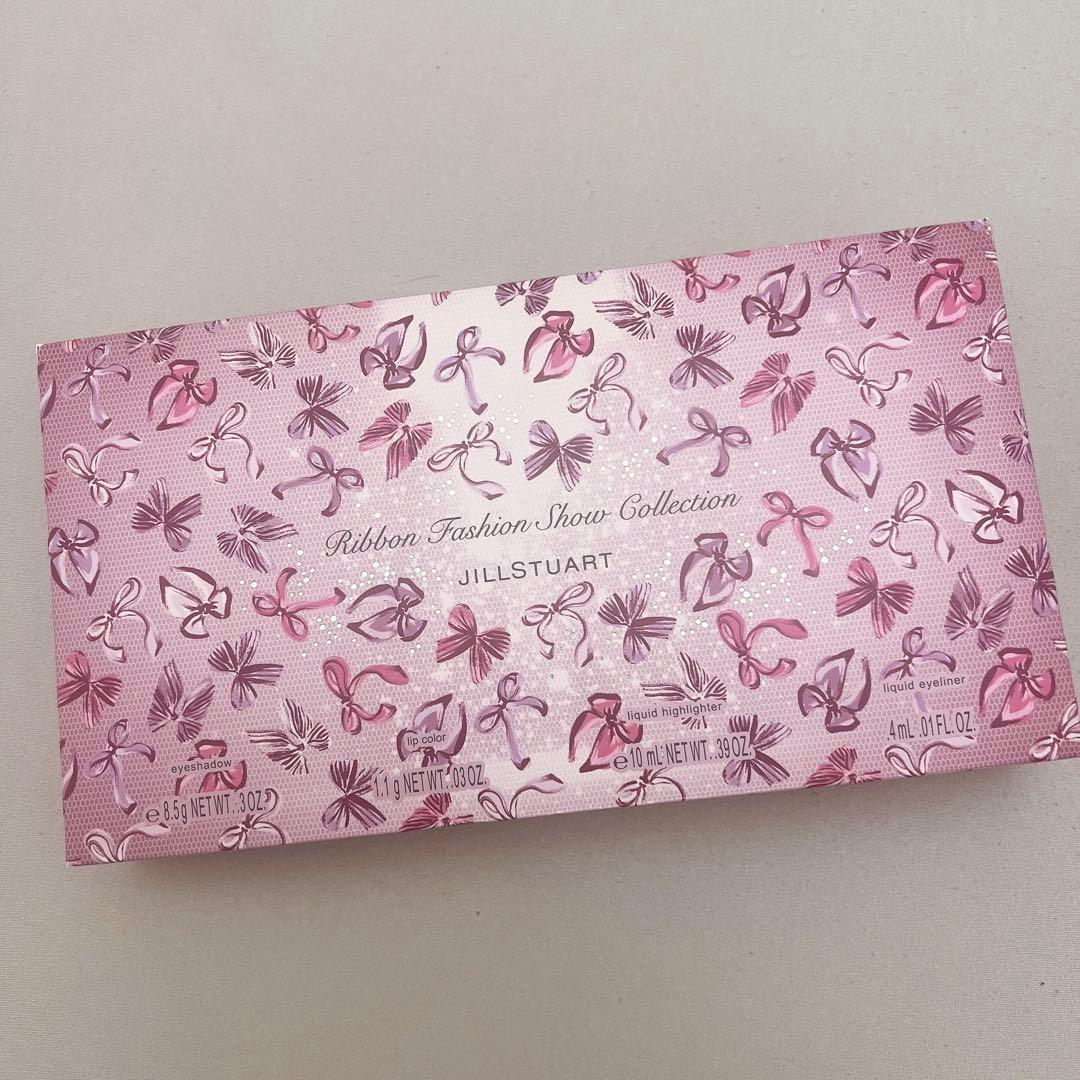 Ribbon Fashion Show Collection
JILLSTUART
eyeshadow
℮ 8.5g NET WT. .3 OZ.
lip color
1.1 g NET WT. .03 OZ.
liquid highlighter
℮ 10 mL NET WT. .39 OZ.
liquid eyeliner
.4 mL .01 FL.OZ.